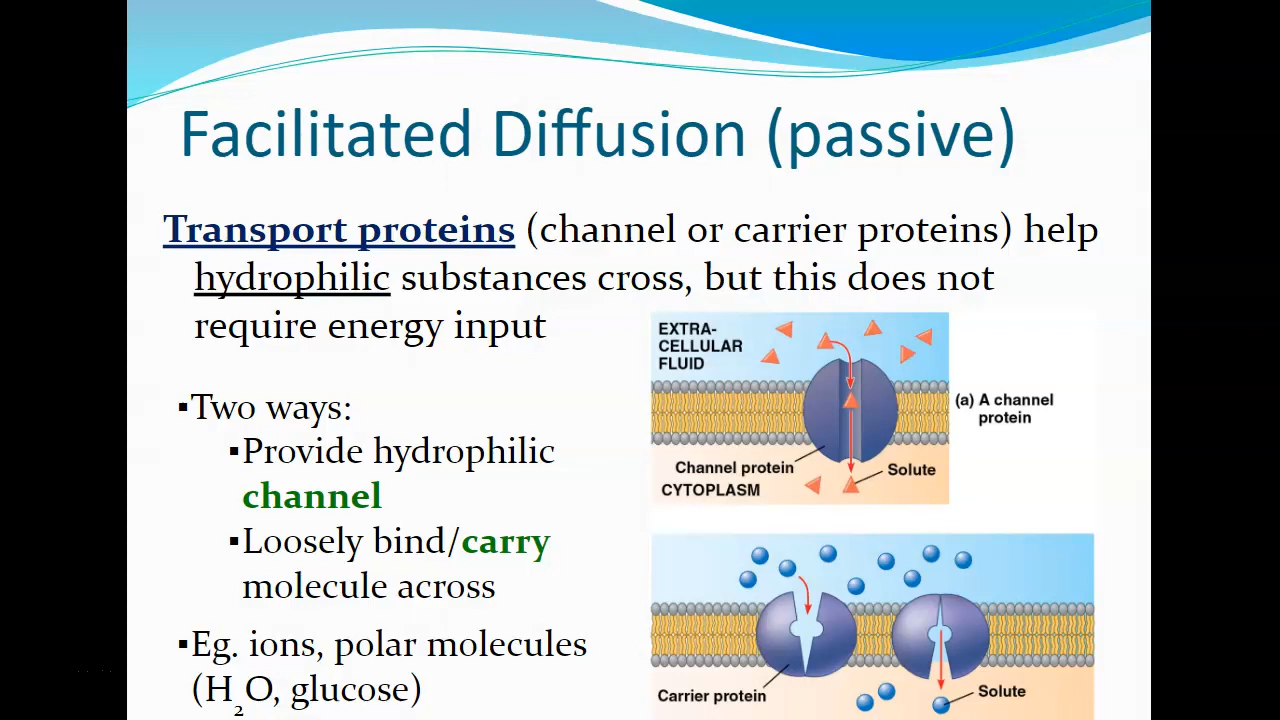 Facilitated Diffusion (passive)
Transport proteins (channel or carrier proteins) help
hydrophilic substances cross, but this does not
require energy input
▪Two ways:
▪Provide hydrophilic
channel
▪Loosely bind/carry
molecule across
▪Eg. ions, polar molecules
(H₂O, glucose)
EXTRA-
CELLULAR
FLUID
Channel protein
Solute
CYTOPLASM
(a) A channel
protein
Carrier protein
Solute